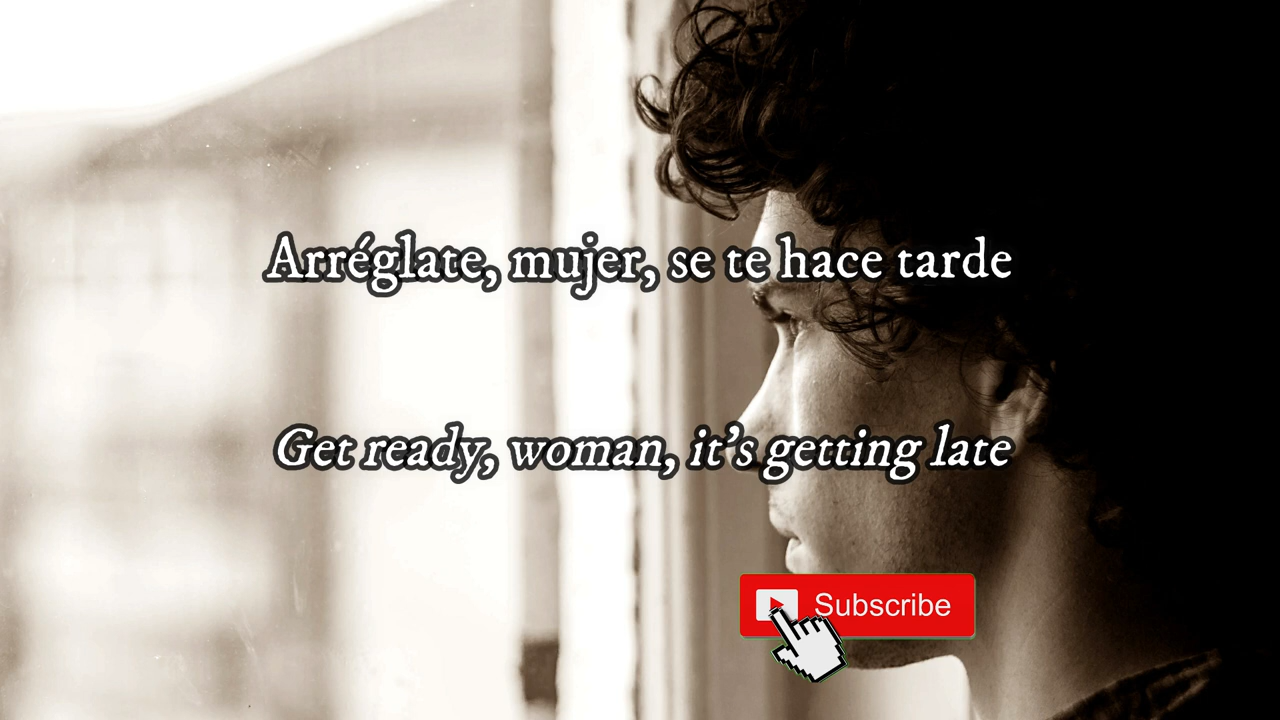 Arréglate, mujer, se te hace tarde
Get ready, woman, it's getting late
Subscribe